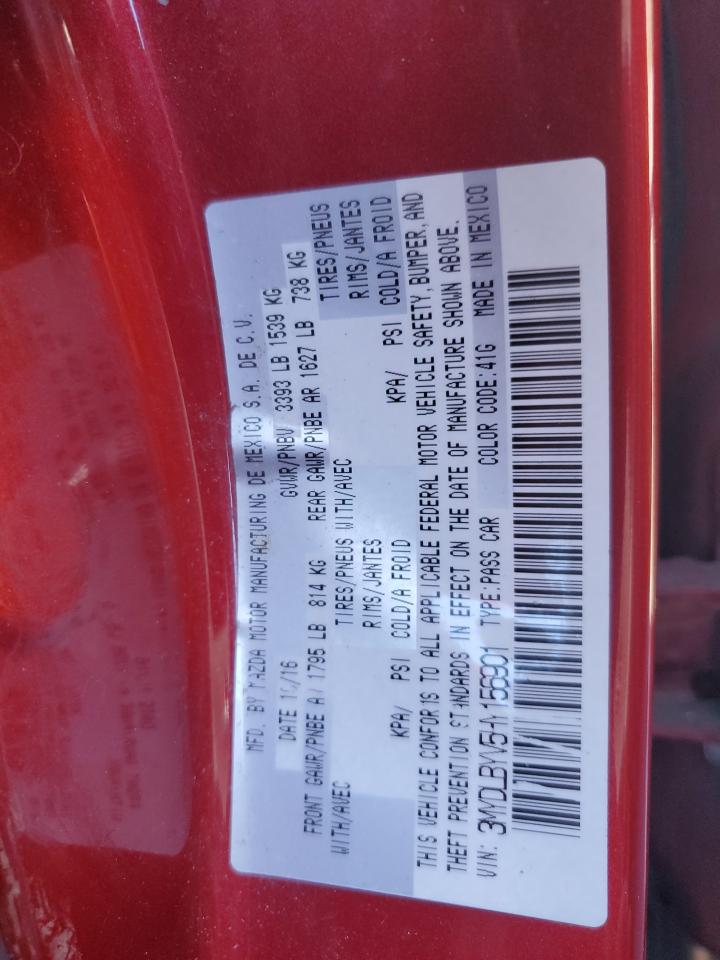 MFD. BY MAZDA MOTOR MANUFACTURING DE MEXICO S.A. DE C.V.
DATE GVWR/PNBV 3393 LB 1539 KG
FRONT GAWR/PNBE 1795 LB 814 KG REAR GAWR/PNBE AR 1627 LB 738 KG
WITH/AVEC TIRES/PNEUS WITH/AVEC TIRES/PNEUS
RIMS/JANTES RIMS/JANTES
KPA/ PSI COLD/A FROID KPA/ PSI COLD/A FROID
THIS VEHICLE CONFORMS TO ALL APPLICABLE FEDERAL MOTOR VEHICLE SAFETY, BUMPER, AND
THEFT PREVENTION STANDARDS IN EFFECT ON THE DATE OF MANUFACTURE SHOWN ABOVE.
VIN: TYPE:PASS CAR COLOR CODE:41G MADE IN MEXICO